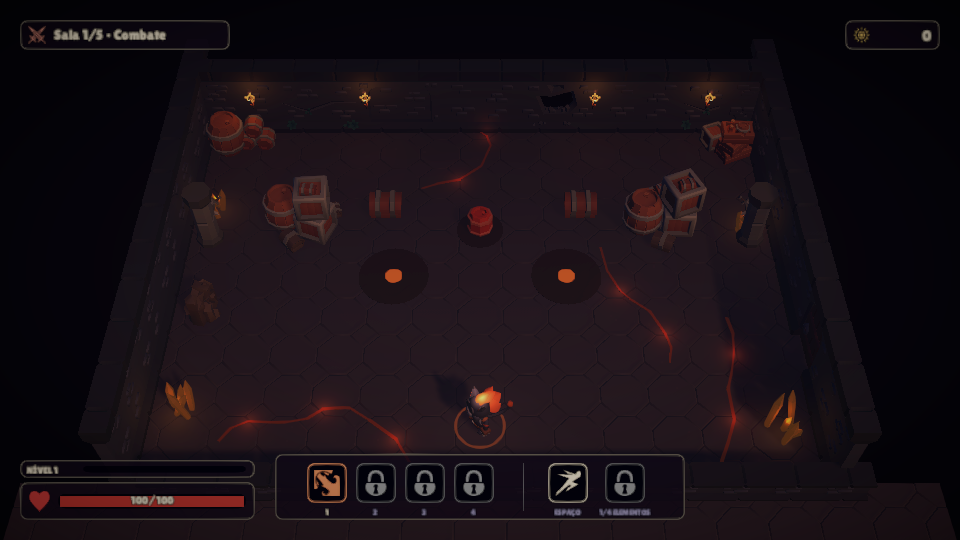 Sala 1/5 - Combate
0
NÍVEL 1
100/100
1
2
3
4
ESPAÇO
1/4 ELEMENTOS